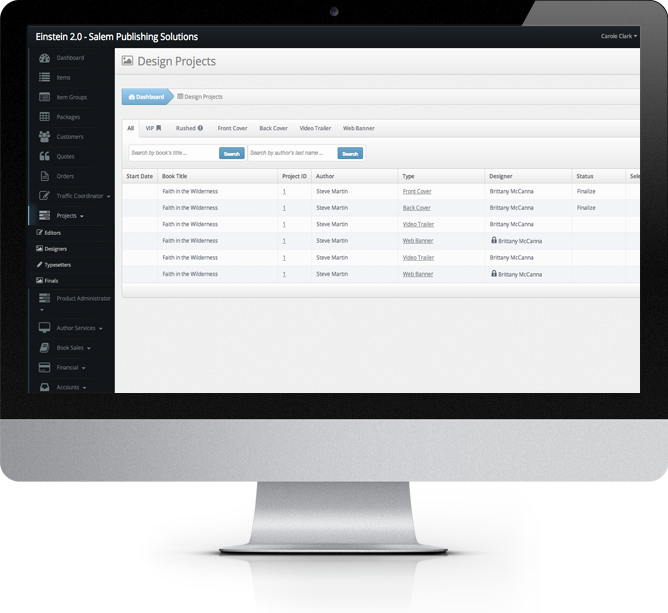 Einstein 2.0 - Salem Publishing Solutions
Carole Clark
Dashboard
Items
Item Groups
Packages
Customers
Quotes
Orders
Traffic Coordinator
Projects
Editors
Designers
Typesetters
Finals
Product Administrator
Author Services
Book Sales
Financial
Accounts
Design Projects
Dashboard Design Projects
All VIP Rushed Front Cover Back Cover Video Trailer Web Banner
Search by book's title ... Search Search by author's last name ... Search
Start Date Book Title Project ID Author Type Designer Status Sele
Faith in the Wilderness 1 Steve Martin Front Cover Brittany McCanna Finalize
Faith in the Wilderness 1 Steve Martin Back Cover Brittany McCanna Finalize
Faith in the Wilderness 1 Steve Martin Video Trailer Brittany McCanna
Faith in the Wilderness 1 Steve Martin Web Banner Brittany McCanna
Faith in the Wilderness 1 Steve Martin Video Trailer Brittany McCanna
Faith in the Wilderness 1 Steve Martin Web Banner Brittany McCanna